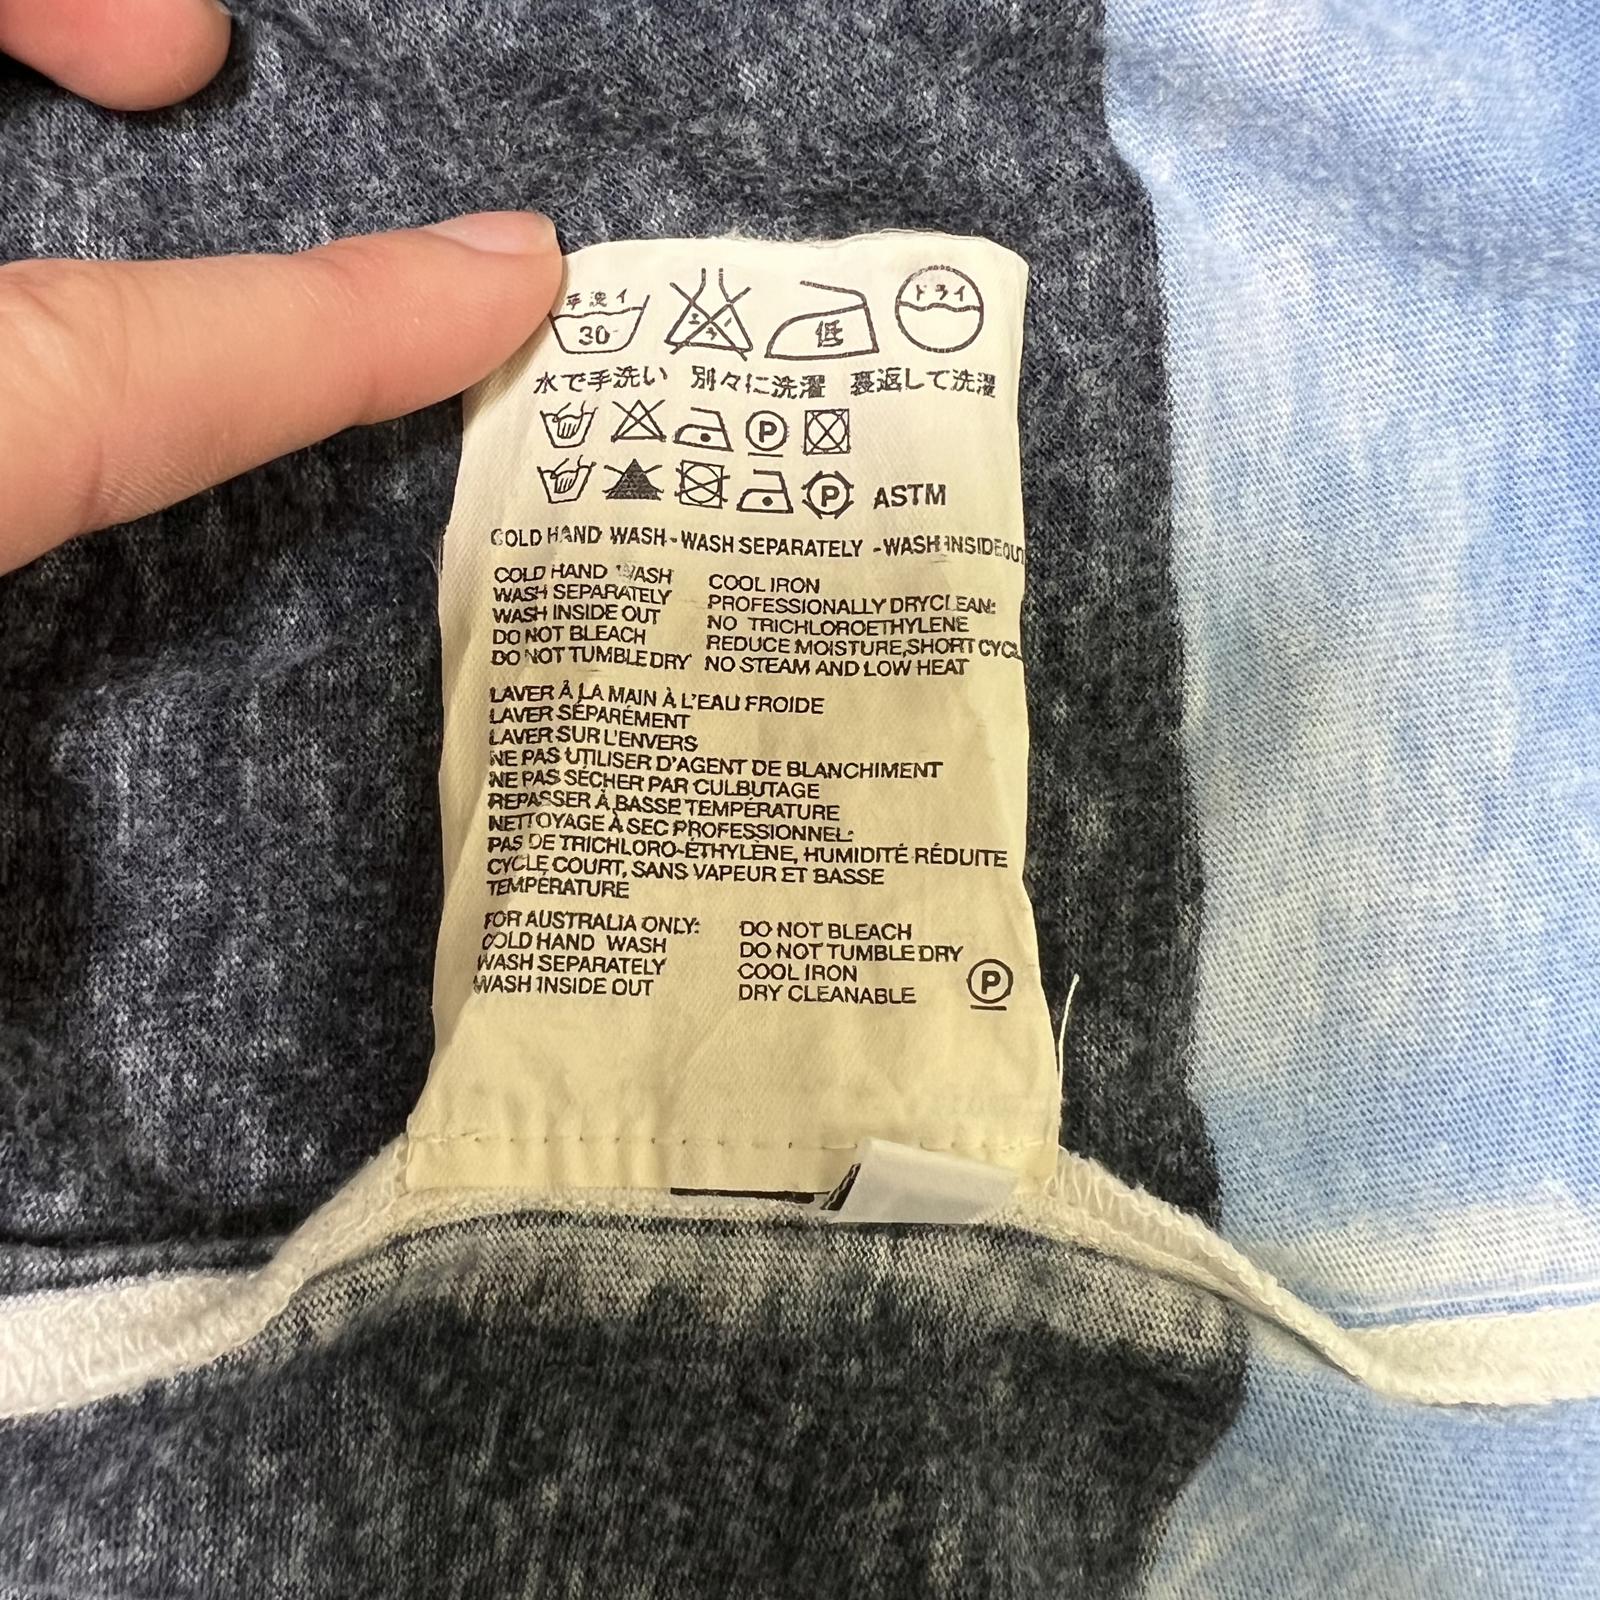 手洗イ 30 エンソ 低 ドライ
水で手洗い 別々に洗濯 裏返して洗濯
P
P ASTM
COLD HAND WASH - WASH SEPARATELY - WASH INSIDE OUT
COLD HAND WASH
WASH SEPARATELY
WASH INSIDE OUT
DO NOT BLEACH
DO NOT TUMBLE DRY
COOL IRON
PROFESSIONALLY DRYCLEAN:
NO TRICHLOROETHYLENE
REDUCE MOISTURE,SHORT CYCL
NO STEAM AND LOW HEAT
LAVER À LA MAIN À L'EAU FROIDE
LAVER SÉPARÉMENT
LAVER SUR L'ENVERS
NE PAS UTILISER D'AGENT DE BLANCHIMENT
NE PAS SÉCHER PAR CULBUTAGE
REPASSER À BASSE TEMPÉRATURE
NETTOYAGE À SEC PROFESSIONNEL:
PAS DE TRICHLORO-ÉTHYLÈNE, HUMIDITÉ RÉDUITE
CYCLE COURT, SANS VAPEUR ET BASSE
TEMPÉRATURE
FOR AUSTRALIA ONLY:
COLD HAND WASH
WASH SEPARATELY
WASH INSIDE OUT
DO NOT BLEACH
DO NOT TUMBLE DRY
COOL IRON
DRY CLEANABLE
P